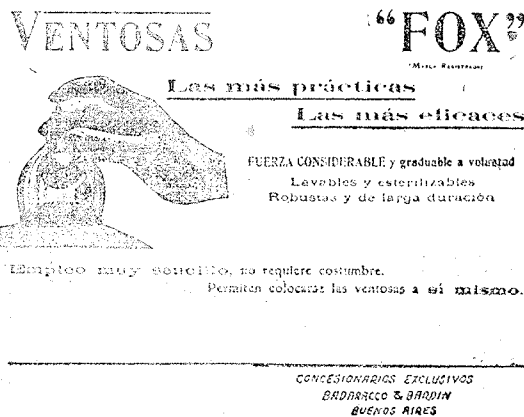 VENTOSAS "FOX"
(Marca Registrada)
Las más prácticas
Las más eficaces
FUERZA CONSIDERABLE y graduable a voluntad
Lavables y esterilizables
Robustas y de larga duración
Empleo muy sencillo, no requiere costumbre.
Permiten colocarse las ventosas a sí mismo.
CONCESIONARIOS EXCLUSIVOS
BADARACCO & BARDIN
BUENOS AIRES